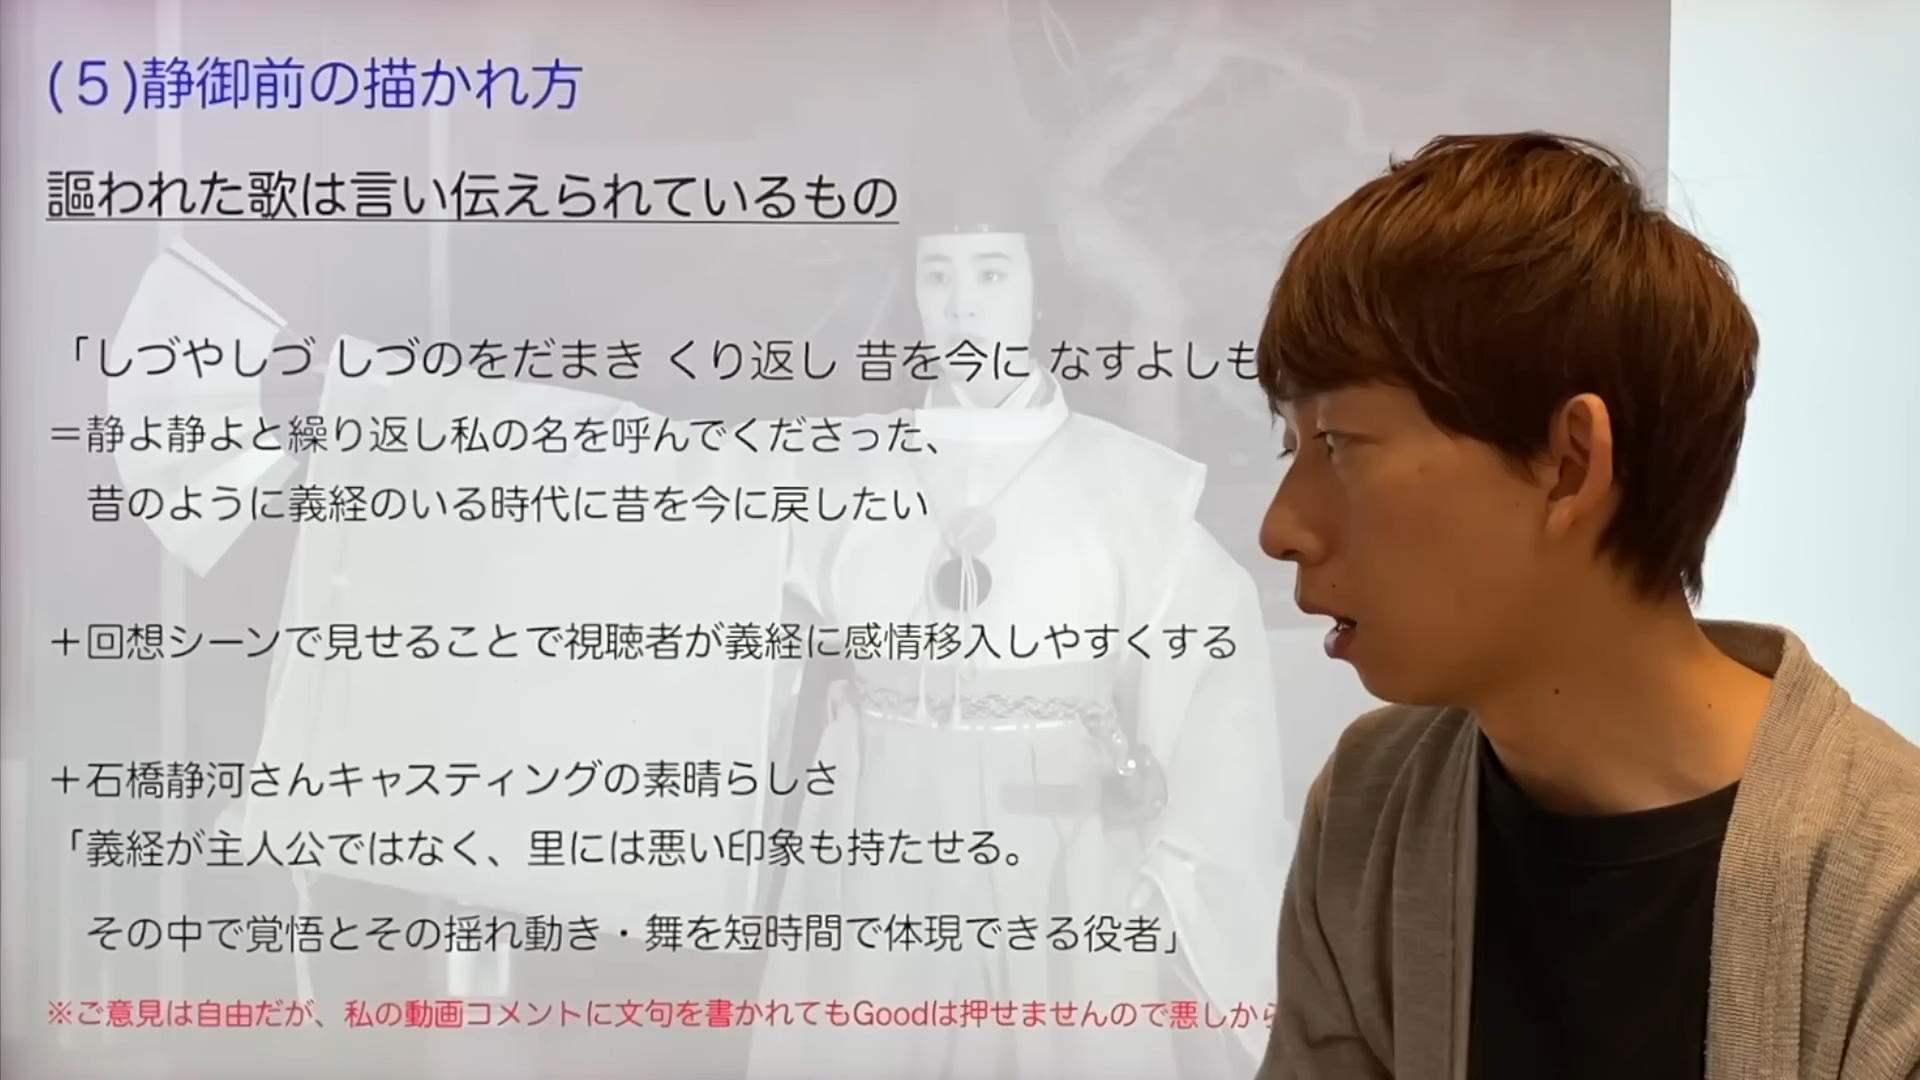 (５)静御前の描かれ方
謳われた歌は言い伝えられているもの
「しづやしづ しづのをだまき くり返し 昔を今に なすよしも
＝静よ静よと繰り返し私の名を呼んでくださった、
昔のように義経のいる時代に昔を今に戻したい
＋回想シーンで見せることで視聴者が義経に感情移入しやすくする
＋石橋静河さんキャスティングの素晴らしさ
「義経が主人公ではなく、里には悪い印象も持たせる。
その中で覚悟とその揺れ動き・舞を短時間で体現できる役者」
※ご意見は自由だが、私の動画コメントに文句を書かれてもGoodは押せませんので悪しから